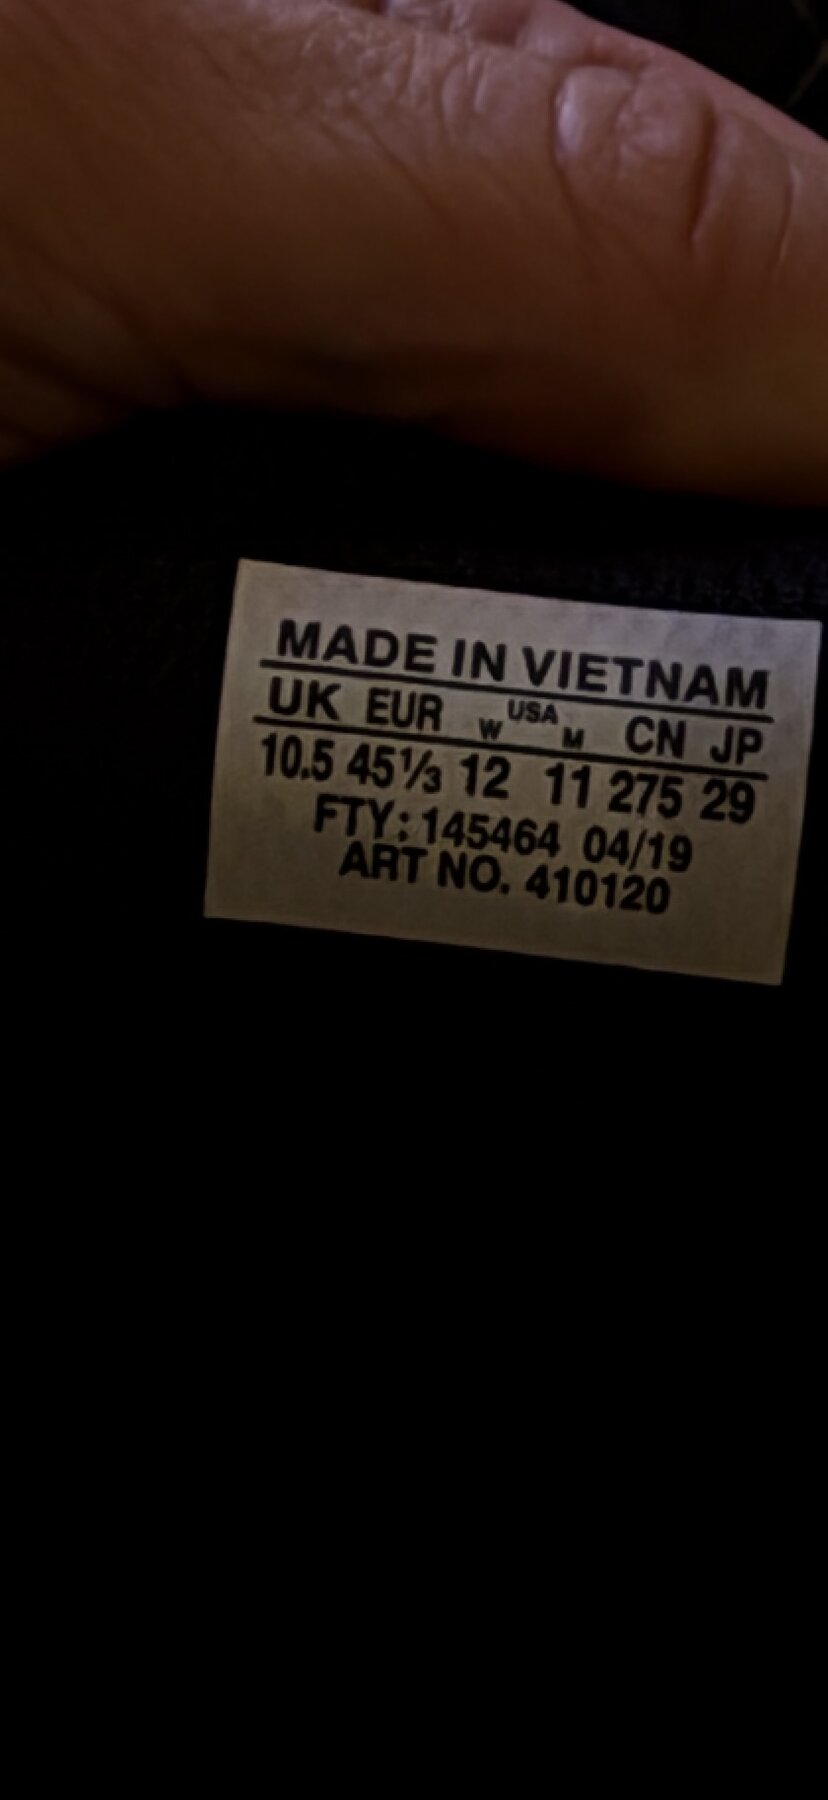 MADE IN VIETNAM
UK EUR W USA M CN JP
10.5 45⅓ 12 11 275 29
FTY: 145464 04/19
ART NO. 410120